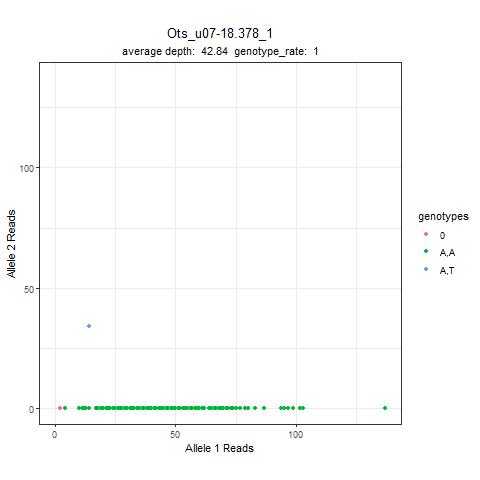 Ots_u07-18.378_1
average depth: 42.84 genotype_rate: 1
100
50
0
Allele 2 Reads
0
50
100
Allele 1 Reads
genotypes
0
A,A
A,T